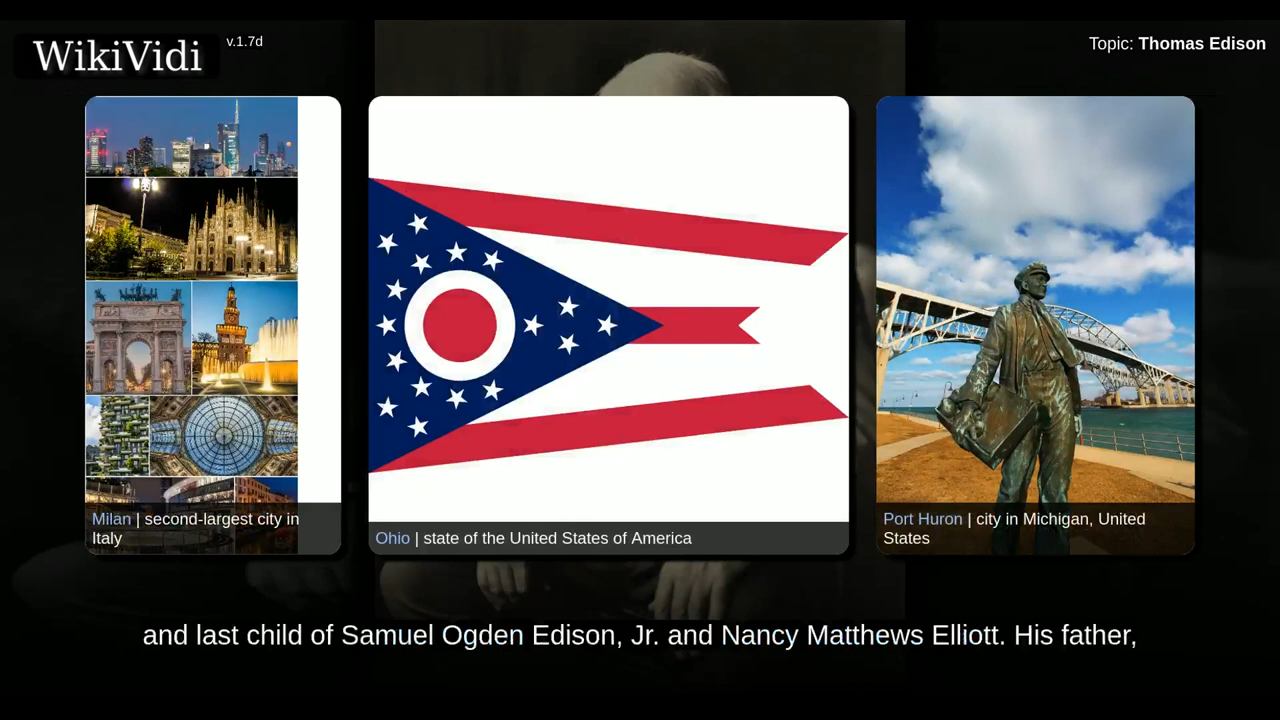 WikiVidi
v.1.7d
Topic: Thomas Edison
Milan | second-largest city in
Italy
Ohio | state of the United States of America
Port Huron | city in Michigan, United
States
and last child of Samuel Ogden Edison, Jr. and Nancy Matthews Elliott. His father,